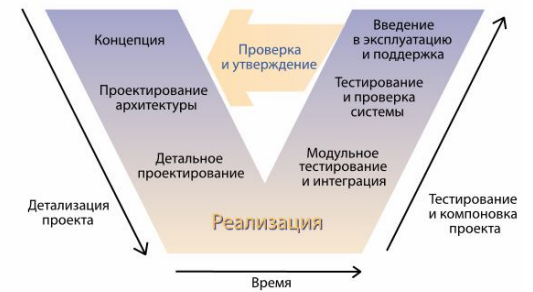 Концепция
Проектирование
архитектуры
Детальное
проектирование
Проверка
и утверждение
Введение
в эксплуатацию
и поддержка
Тестирование
и проверка
системы
Модульное
тестирование
и интеграция
Реализация
Детализация
проекта
Время
Тестирование
и компоновка
проекта